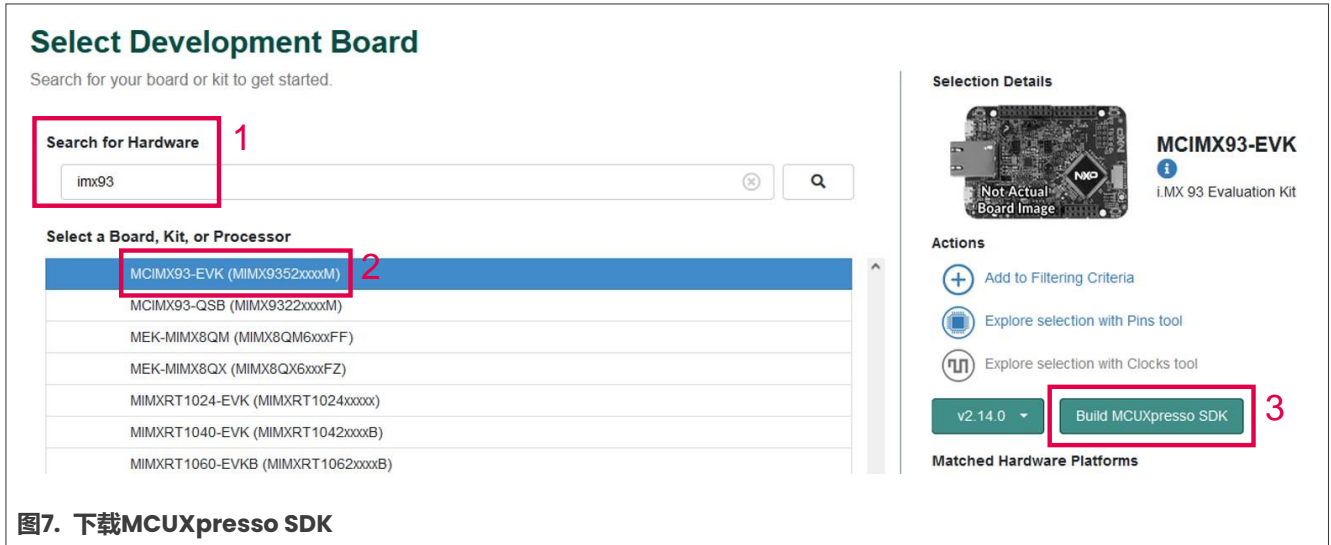 Select Development Board
Search for your board or kit to get started.
Search for Hardware
1
imx93
Select a Board, Kit, or Processor
MCIMX93-EVK (MIMX9352xxxxM)
2
MCIMX93-QSB (MIMX9322xxxxM)
MEK-MIMX8QM (MIMX8QM6xxxFF)
MEK-MIMX8QX (MIMX8QX6xxxFZ)
MIMXRT1024-EVK (MIMXRT1024xxxxx)
MIMXRT1040-EVK (MIMXRT1042xxxxB)
MIMXRT1060-EVKB (MIMXRT1062xxxxB)
Selection Details
NXP
NXP
Not Actual
Board Image
MCIMX93-EVK
i
i.MX 93 Evaluation Kit
Actions
Add to Filtering Criteria
Explore selection with Pins tool
Explore selection with Clocks tool
v2.14.0
Build MCUXpresso SDK
3
Matched Hardware Platforms
图7. 下载MCUXpresso SDK